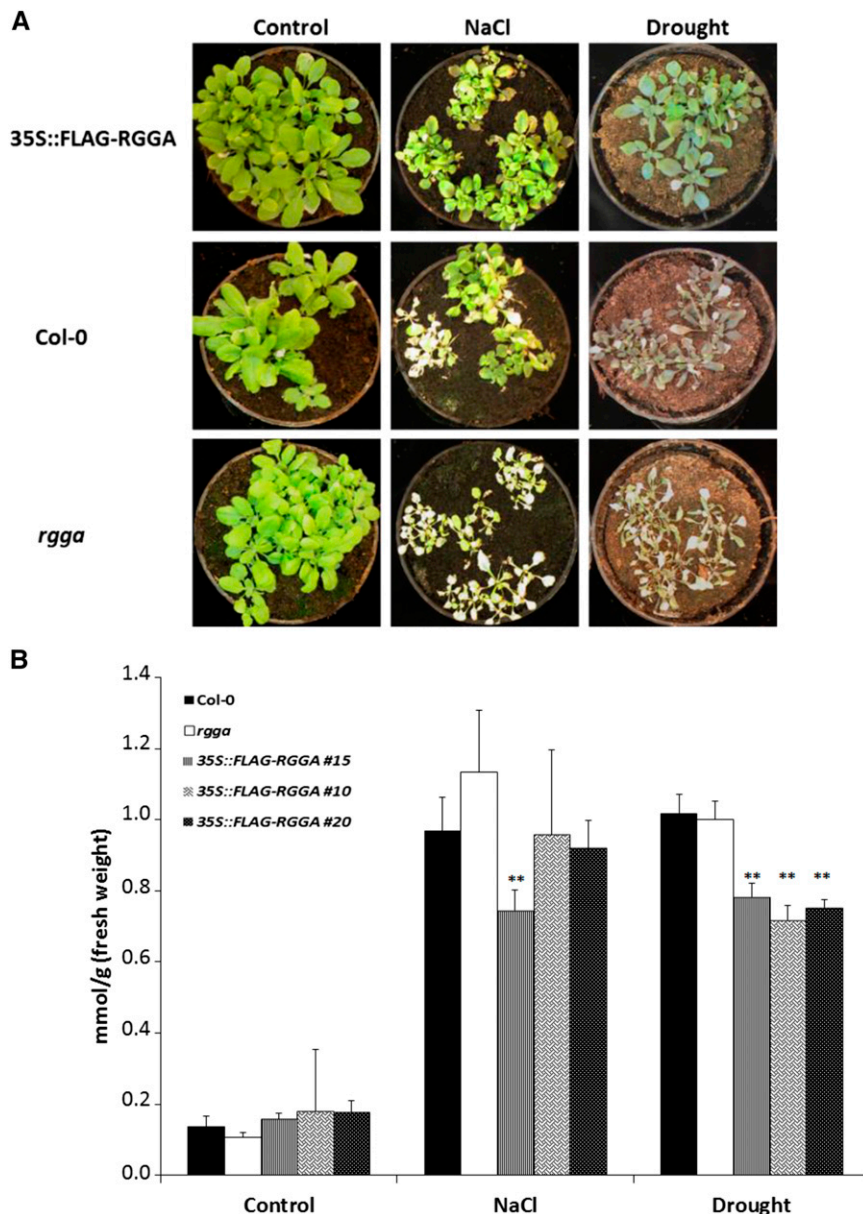 A
Control NaCl Drought
35S::FLAG-RGGA
Col-0
rgga
B
1.4
1.2
1.0
0.8
0.6
0.4
0.2
0.0
mmol/g (fresh weight)
Col-0
rgga
35S::FLAG-RGGA #15
35S::FLAG-RGGA #10
35S::FLAG-RGGA #20
**
** ** **
Control NaCl Drought